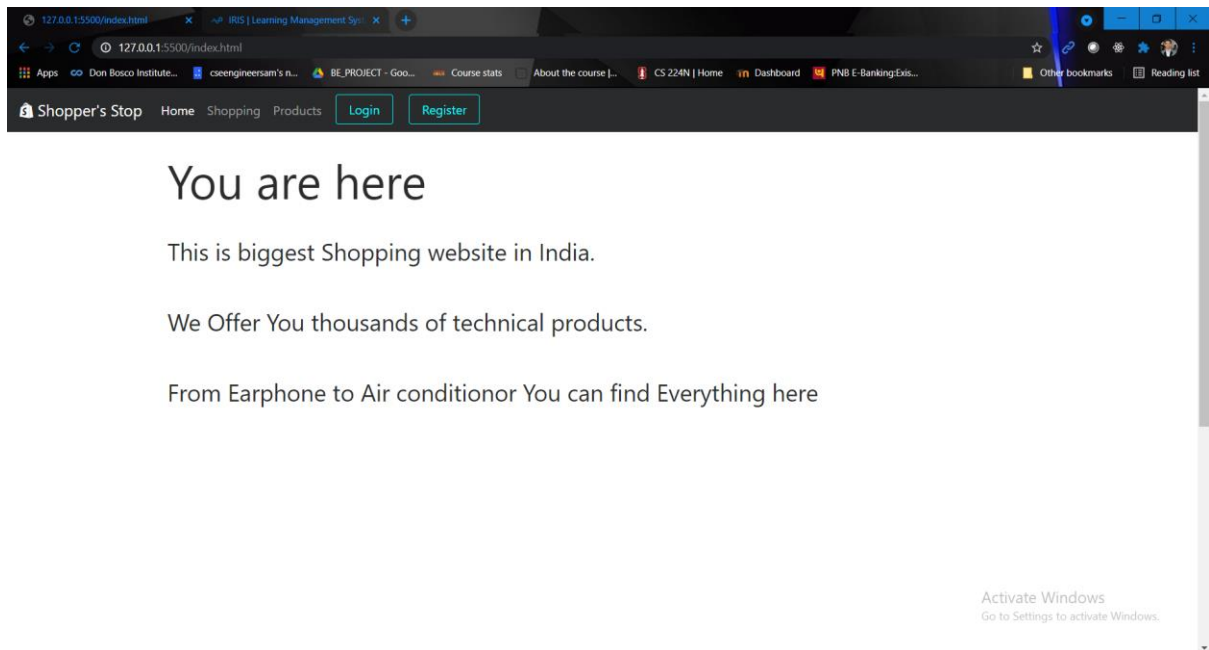 127.0.0.1:5500/index.html
IRIS | Learning Management Syst
127.0.0.1:5500/index.html
Apps
Don Bosco Institute...
cseengineersam's n...
BE_PROJECT - Goo...
Course stats
About the course |...
CS 224N | Home
Dashboard
PNB E-Banking:Exis...
Other bookmarks
Reading list
Shopper's Stop Home Shopping Products Login Register
You are here
This is biggest Shopping website in India.
We Offer You thousands of technical products.
From Earphone to Air conditionor You can find Everything here
Activate Windows
Go to Settings to activate Windows.